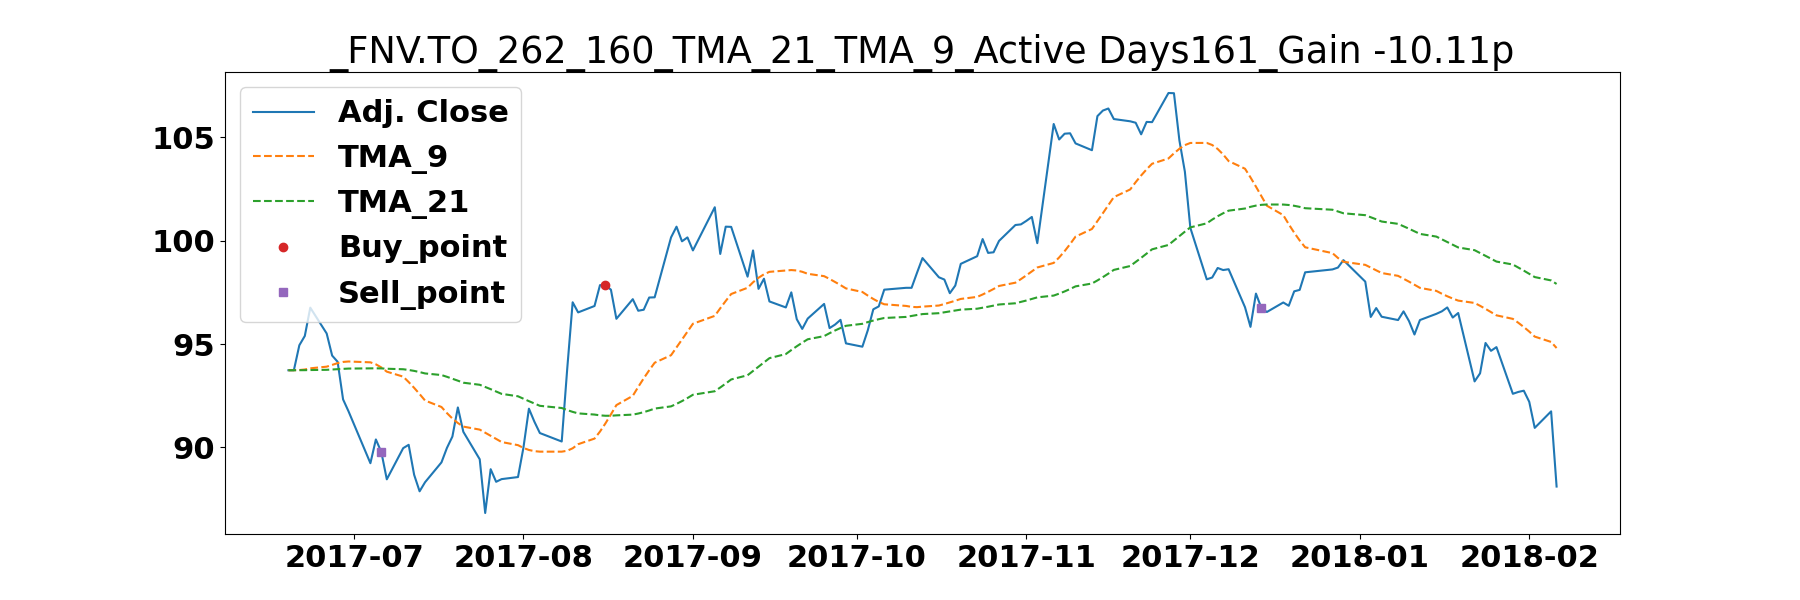 _FNV.TO_262_160_TMA_21_TMA_9_Active Days161_Gain -10.11p
Adj. Close
TMA_9
TMA_21
Buy_point
Sell_point
105
100
95
90
2017-07 2017-08 2017-09 2017-10 2017-11 2017-12 2018-01 2018-02